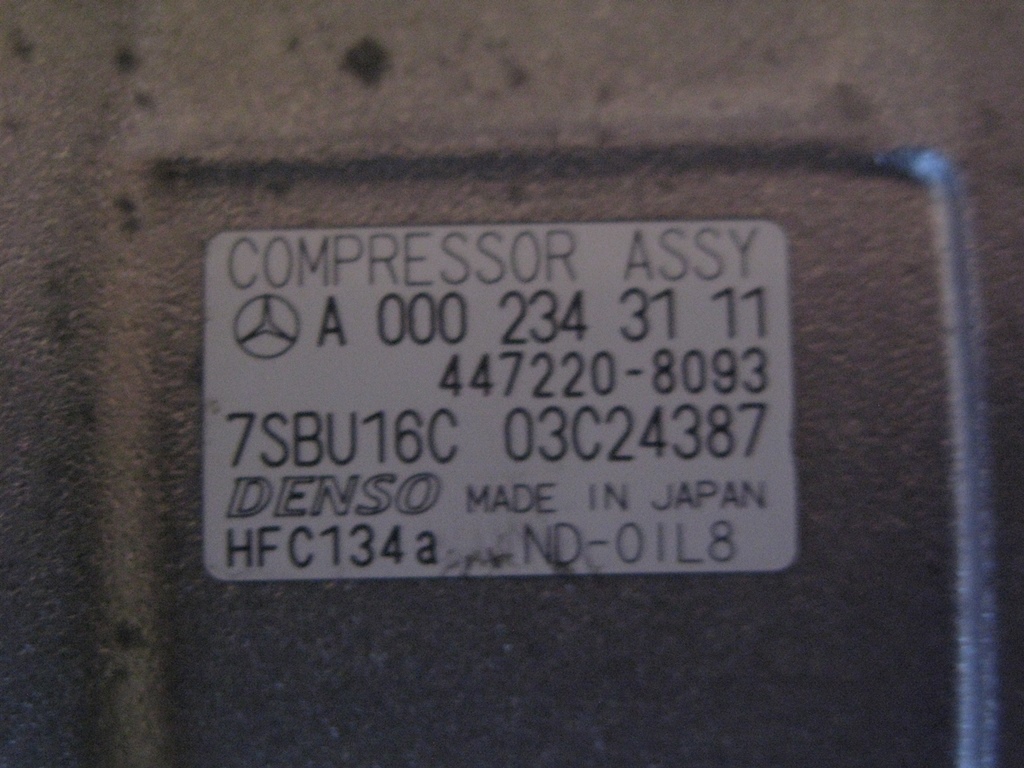 COMPRESSOR ASSY
A 000 234 31 11
447220-8093
7SBU16C 03C24387
DENSO MADE IN JAPAN
HFC134a ND-OIL8